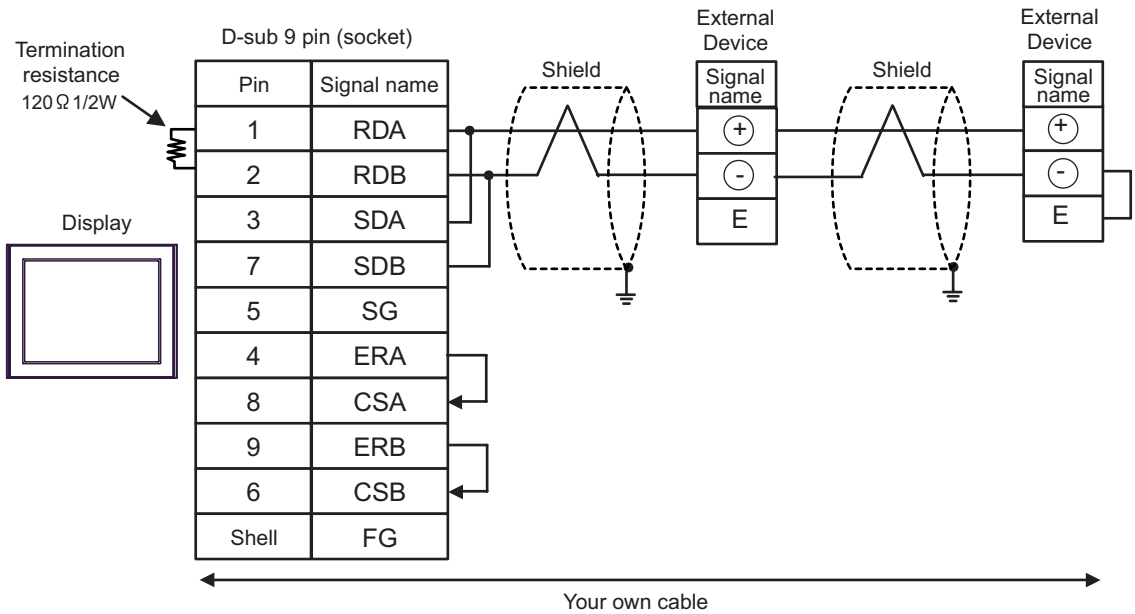 Termination
resistance
120Ω1/2W
D-sub 9 pin (socket)
Pin Signal name
1 RDA
2 RDB
3 SDA
7 SDB
5 SG
4 ERA
8 CSA
9 ERB
6 CSB
Shell FG
Display
Shield
External
Device
Signal
name
+
-
E
Shield
External
Device
Signal
name
+
-
E
Your own cable